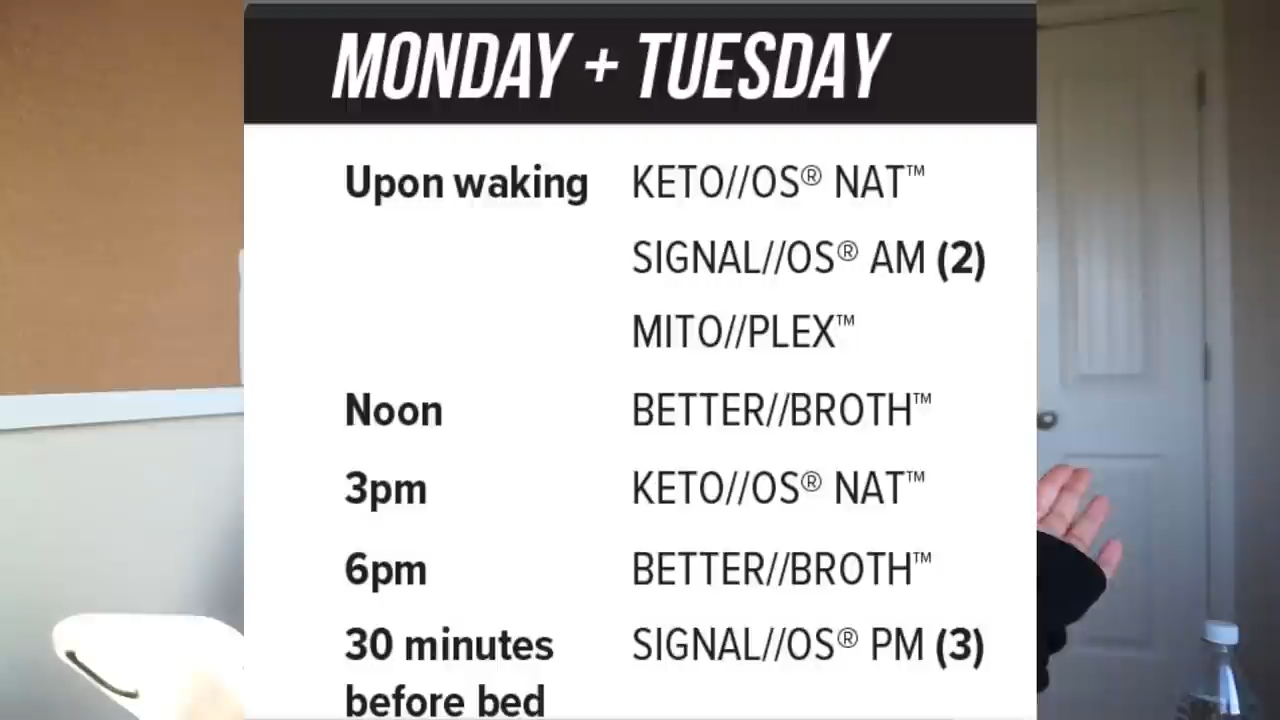 MONDAY + TUESDAY
Upon waking KETO//OS® NAT™
SIGNAL//OS® AM (2)
MITO//PLEX™
Noon BETTER//BROTH™
3pm KETO//OS® NAT™
6pm BETTER//BROTH™
30 minutes SIGNAL//OS® PM (3)
before bed